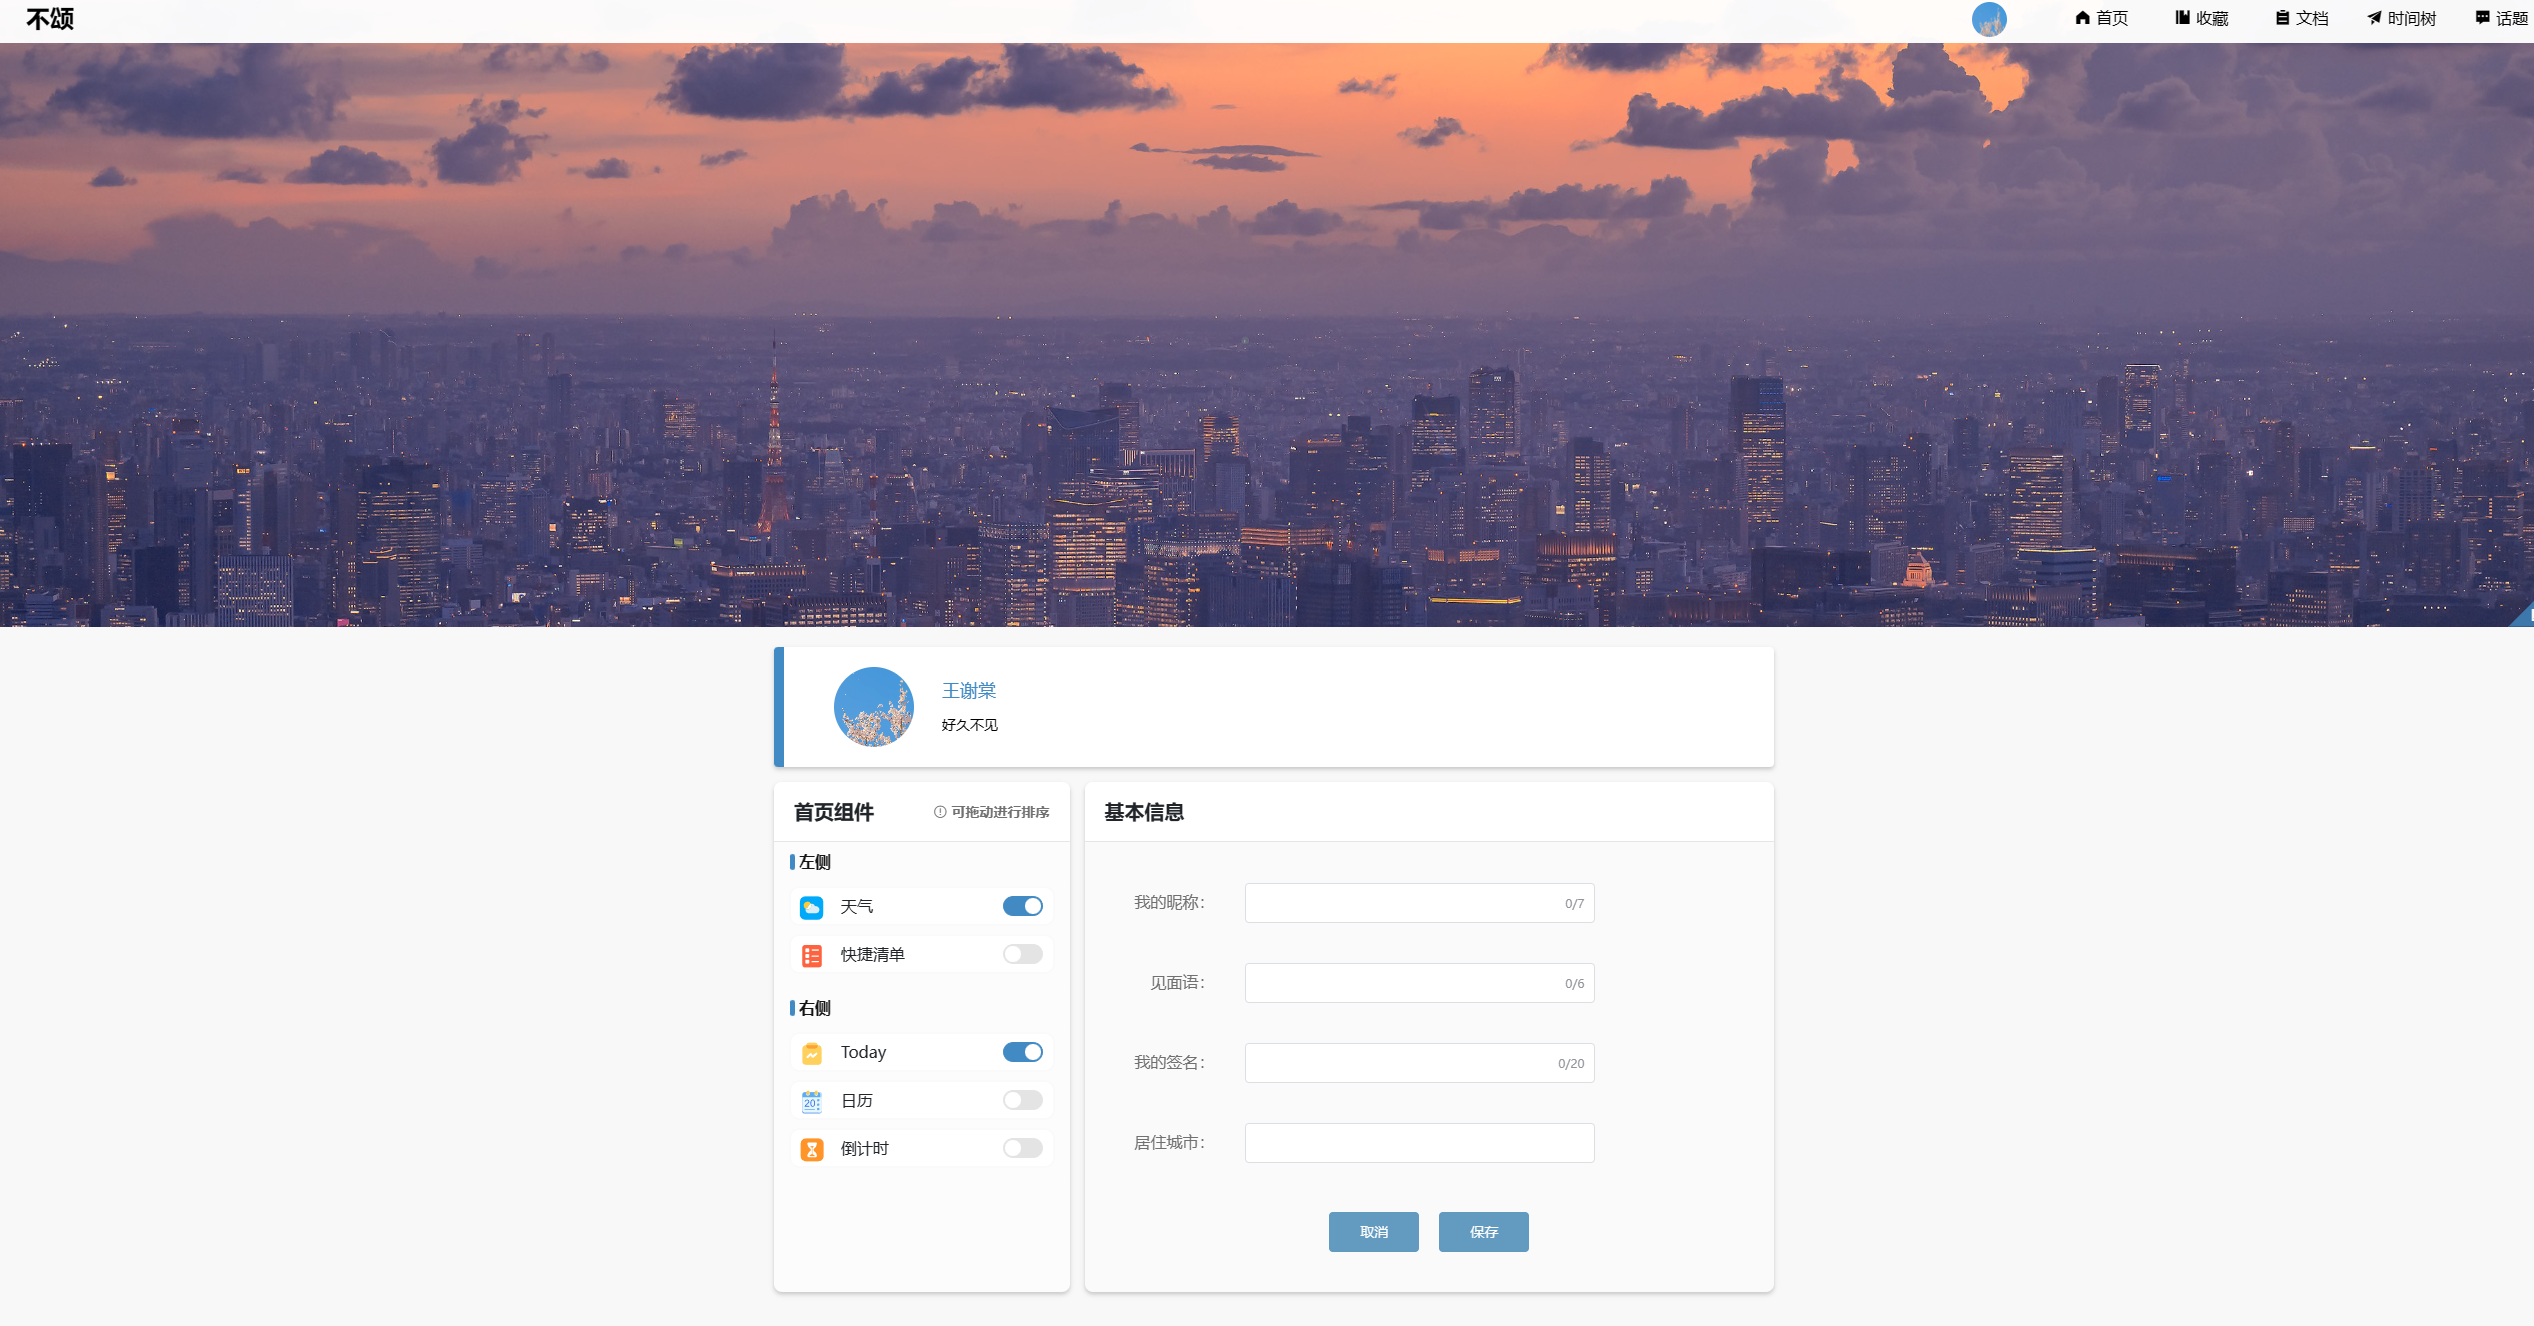 不颂
首页
收藏
文档
时间树
话题
王谢棠
好久不见
首页组件
可拖动进行排序
左侧
天气
快捷清单
右侧
Today
20
日历
倒计时
基本信息
我的昵称：
0/7
见面语：
0/6
我的签名：
0/20
居住城市：
取消
保存